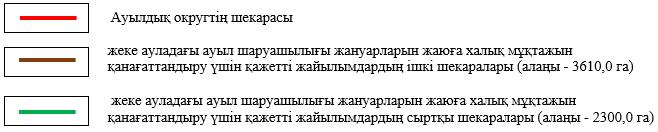 Ауылдық округтің шекарасы
жеке ауладағы ауыл шаруашылығы жануарларын жаюға халық мұқтажын
қанағаттандыру үшін қажетті жайылымдардың ішкі шекаралары (алаңы - 3610,0 га)
жеке ауладағы ауыл шаруашылығы жануарларын жаюға халық мұқтажын
қанағаттандыру үшін қажетті жайылымдардың сыртқы шекаралары (алаңы - 2300,0 га)